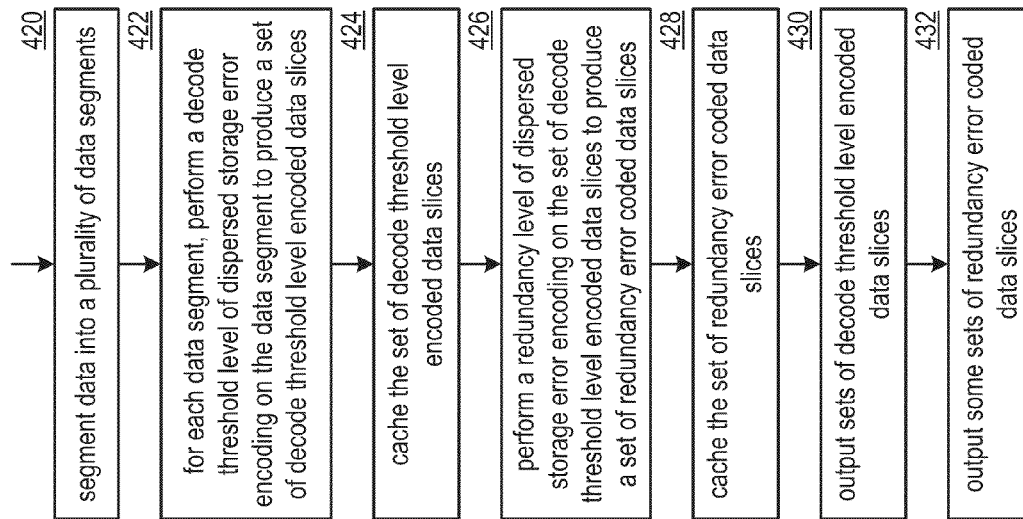 420
segment data into a plurality of data segments
422
for each data segment, perform a decode
threshold level of dispersed storage error
encoding on the data segment to produce a set
of decode threshold level encoded data slices
424
cache the set of decode threshold level
encoded data slices
426
perform a redundancy level of dispersed
storage error encoding on the set of decode
threshold level encoded data slices to produce
a set of redundancy error coded data slices
428
cache the set of redundancy error coded data
slices
430
output sets of decode threshold level encoded
data slices
432
output some sets of redundancy error coded
data slices